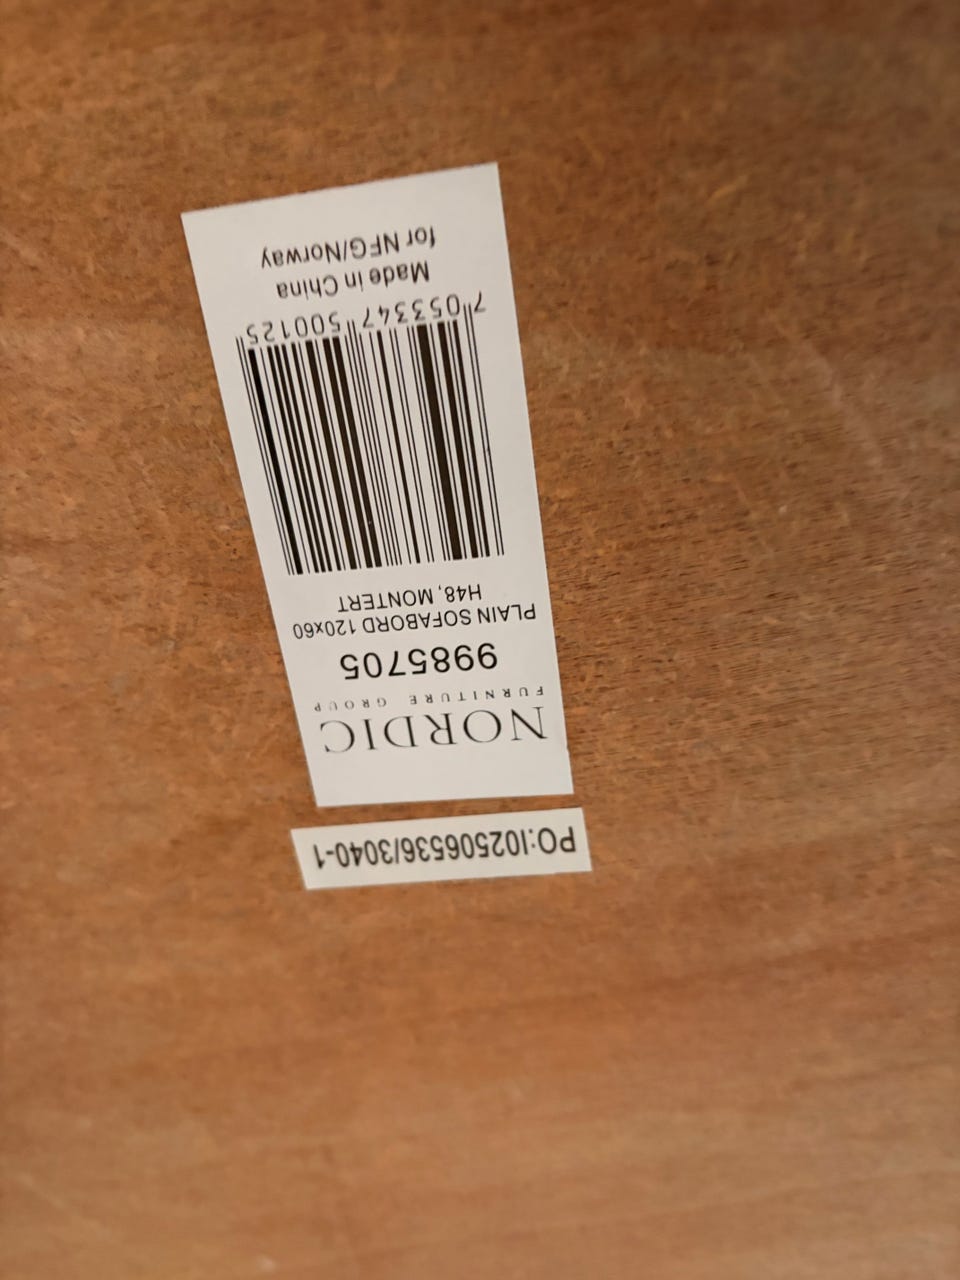 PO:I02506536/3040-1
NORDIC
FURNITURE GROUP
9985705
PLAIN SOFABORD 120x60
H48, MONTERT
7 053347 500125
Made in China
for NFG/Norway